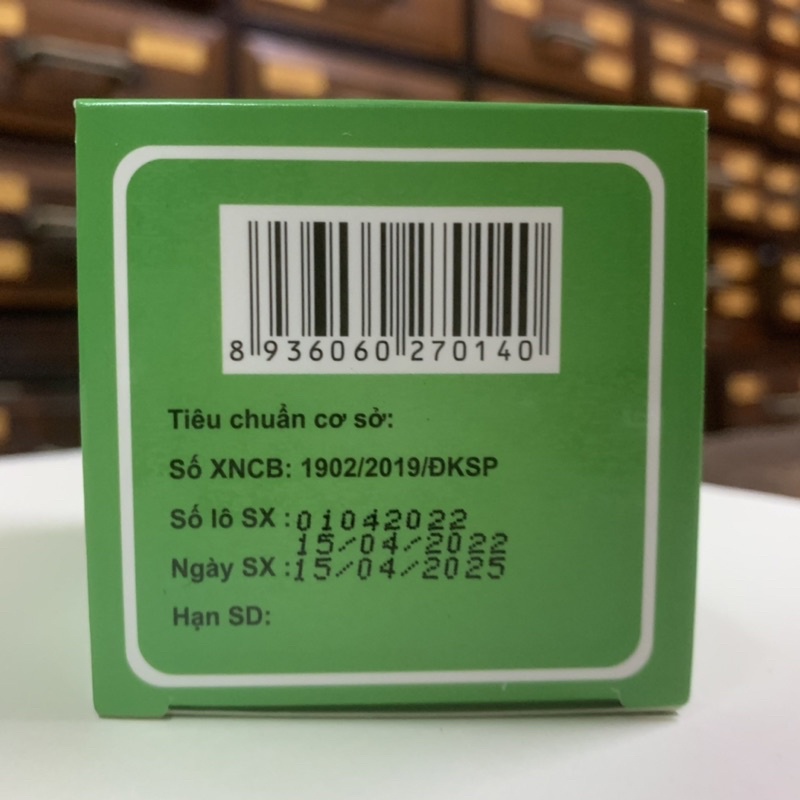 8 936060 270140
Tiêu chuẩn cơ sở:
Số XNCB: 1902/2019/ĐKSP
Số lô SX : 01042022
15/04/2022
Ngày SX : 15/04/2025
Hạn SD: